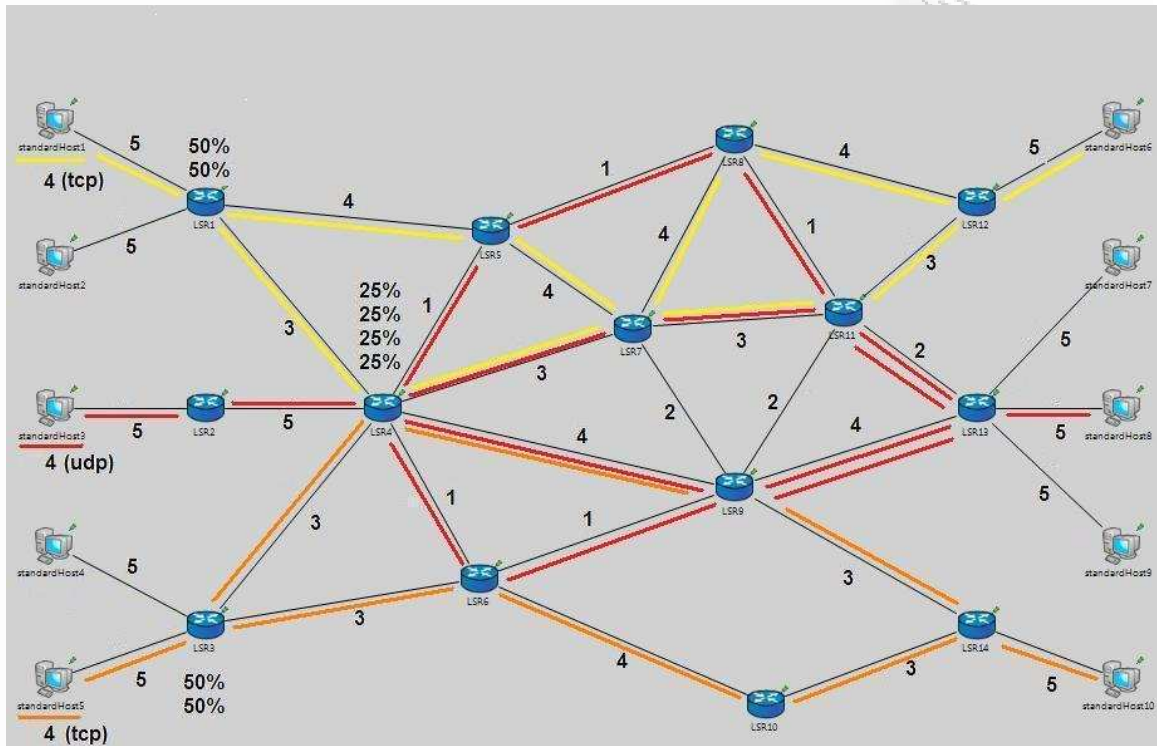 standardHost1
4 (tcp)
5
50%
50%
LSR1
5
standardHost2
4
3
LSR5
1
LSR8
4
5
standardHost6
LSR12
1
4
4
3
standardHost7
25%
25%
25%
25%
1
LSR7
3
LSR11
2
5
3
standardHost3
4 (udp)
5
LSR2
5
LSR4
2
2
4
LSR13
5
standardHost8
4
1
LSR9
5
3
1
standardHost4
5
standardHost9
LSR6
3
3
LSR3
4
LSR14
3
5
standardHost5
4 (tcp)
5
50%
50%
LSR10
standardHost10